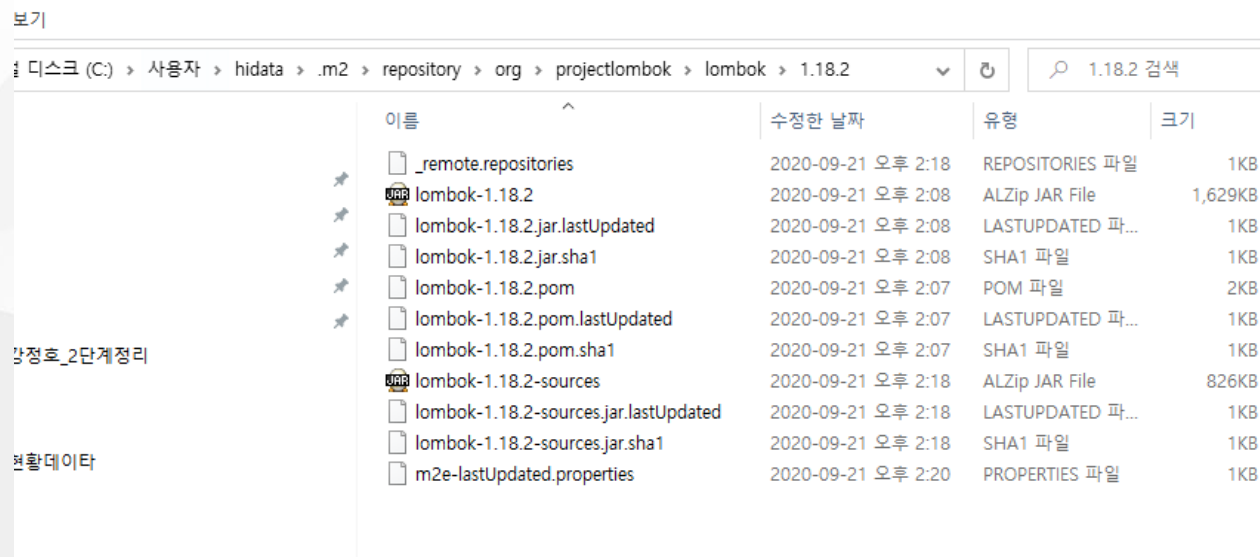 보기
디스크 (C:) › 사용자 › hidata › .m2 › repository › org › projectlombok › lombok › 1.18.2
1.18.2 검색
이름 수정한 날짜 유형 크기
_remote.repositories 2020-09-21 오후 2:18 REPOSITORIES 파일 1KB
JAR lombok-1.18.2 2020-09-21 오후 2:08 ALZip JAR File 1,629KB
lombok-1.18.2.jar.lastUpdated 2020-09-21 오후 2:08 LASTUPDATED 파... 1KB
lombok-1.18.2.jar.sha1 2020-09-21 오후 2:08 SHA1 파일 1KB
lombok-1.18.2.pom 2020-09-21 오후 2:07 POM 파일 2KB
lombok-1.18.2.pom.lastUpdated 2020-09-21 오후 2:07 LASTUPDATED 파... 1KB
lombok-1.18.2.pom.sha1 2020-09-21 오후 2:07 SHA1 파일 1KB
강정호_2단계정리
JAR lombok-1.18.2-sources 2020-09-21 오후 2:18 ALZip JAR File 826KB
lombok-1.18.2-sources.jar.lastUpdated 2020-09-21 오후 2:18 LASTUPDATED 파... 1KB
lombok-1.18.2-sources.jar.sha1 2020-09-21 오후 2:18 SHA1 파일 1KB
현황데이타
m2e-lastUpdated.properties 2020-09-21 오후 2:20 PROPERTIES 파일 1KB